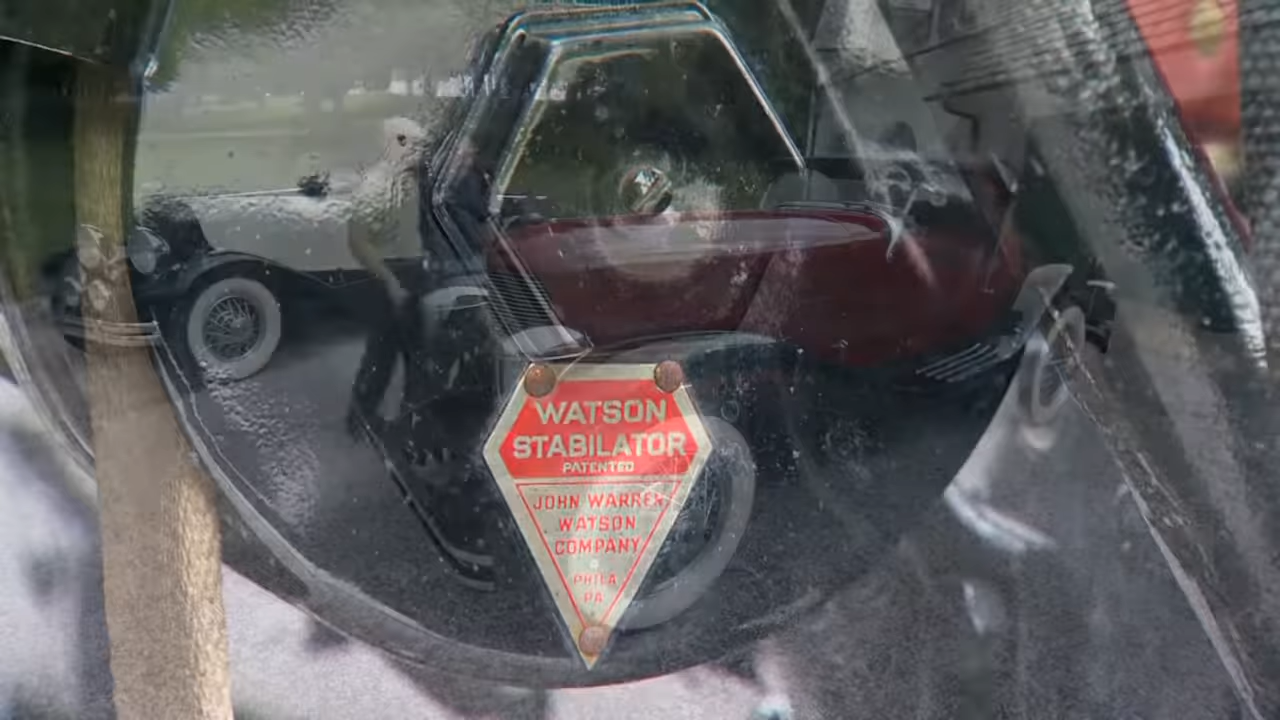 WATSON
STABILATOR
PATENTED
JOHN WARREN
WATSON
COMPANY
PHILA
PA